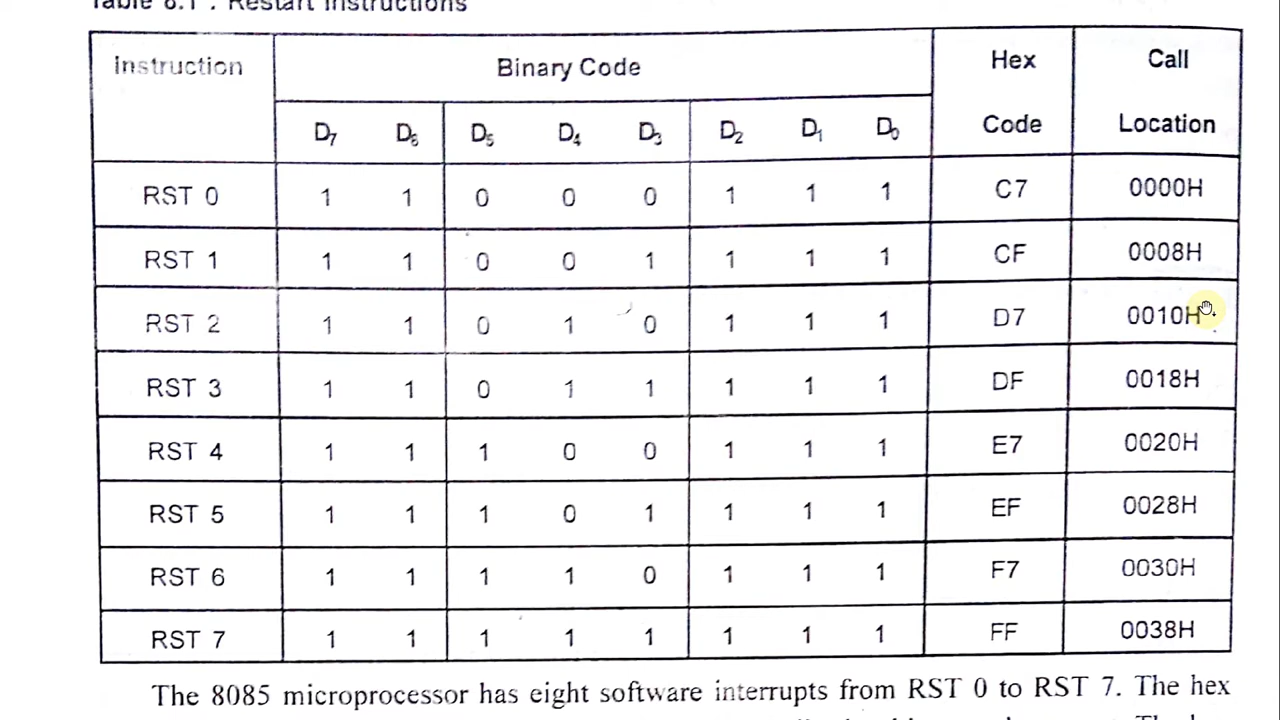 Table 8.1 : Restart Instructions
Instruction Binary Code Hex Code Call Location
D₇ D₆ D₅ D₄ D₃ D₂ D₁ D₀
RST 0 1 1 0 0 0 1 1 1 C7 0000H
RST 1 1 1 0 0 1 1 1 1 CF 0008H
RST 2 1 1 0 1 0 1 1 1 D7 0010H
RST 3 1 1 0 1 1 1 1 1 DF 0018H
RST 4 1 1 1 0 0 1 1 1 E7 0020H
RST 5 1 1 1 0 1 1 1 1 EF 0028H
RST 6 1 1 1 1 0 1 1 1 F7 0030H
RST 7 1 1 1 1 1 1 1 1 FF 0038H
The 8085 microprocessor has eight software interrupts from RST 0 to RST 7. The hex